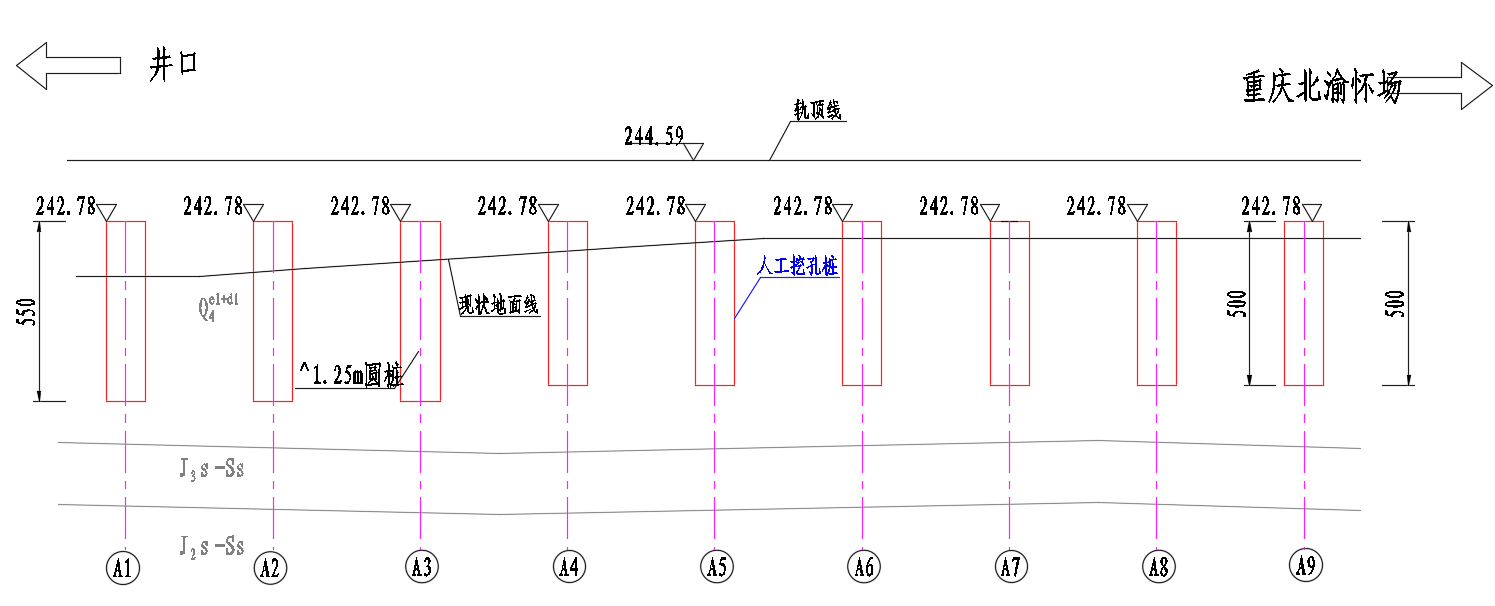 井口
重庆北渝怀场
轨顶线
244.59
242.78 242.78 242.78 242.78 242.78 242.78 242.78 242.78 242.78
人工挖孔桩
现状地面线
Q₄ᵉˡ⁺ᵈˡ
550
500
500
^1.25m圆桩
J₃s-Ss
J₂s-Ss
A1 A2 A3 A4 A5 A6 A7 A8 A9